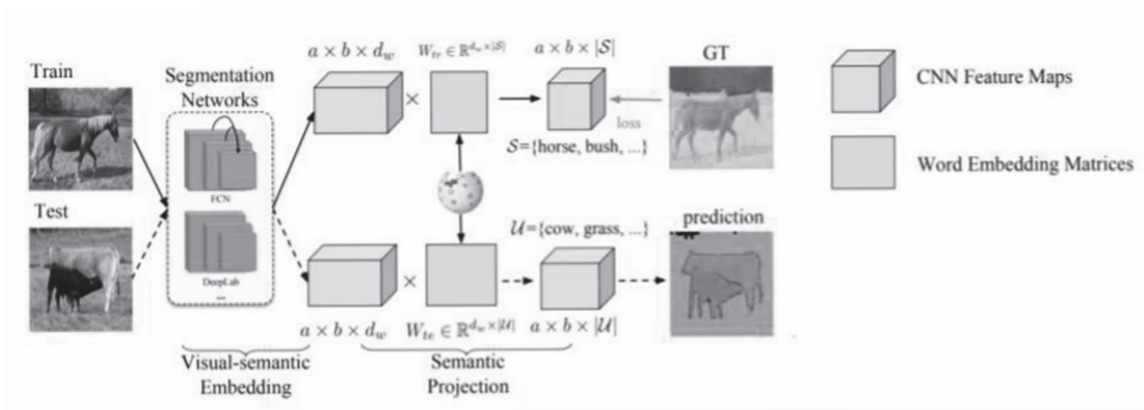 Train
Segmentation
Networks
a × b × d_w
W_tr ∈ ℝ^{d_w×|S|}
a × b × |S|
GT
CNN Feature Maps
×
loss
S={horse, bush, ...}
FCN
Word Embedding Matrices
Test
U={cow, grass, ...}
prediction
DeepLab
...
×
a × b × d_w
W_te ∈ ℝ^{d_w×|U|}
a × b × |U|
Visual-semantic
Embedding
Semantic
Projection